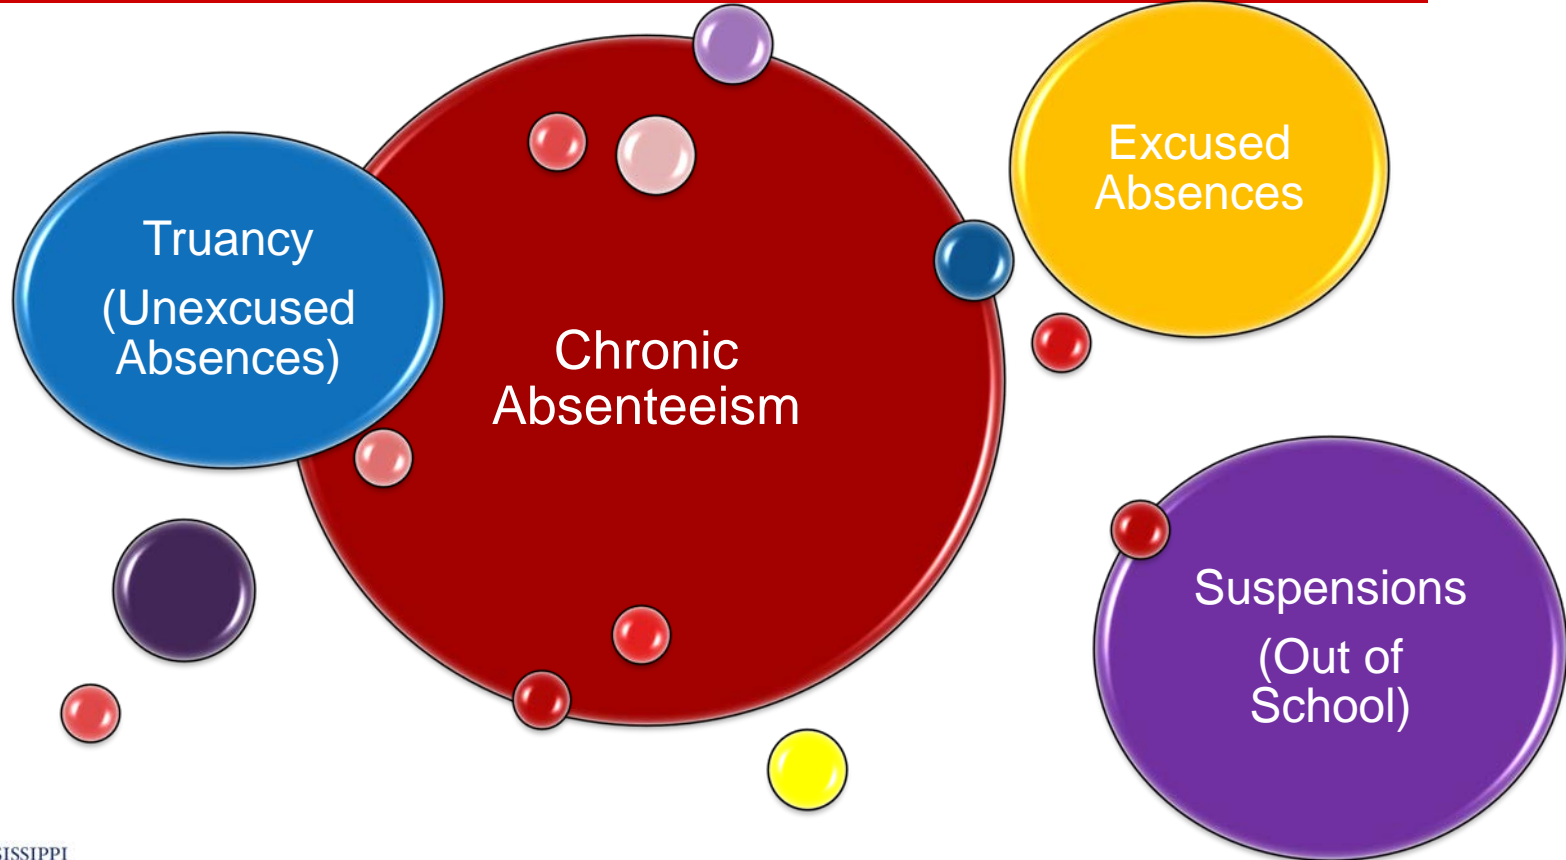 Truancy
(Unexcused
Absences)
Chronic
Absenteeism
Excused
Absences
Suspensions
(Out of
School)